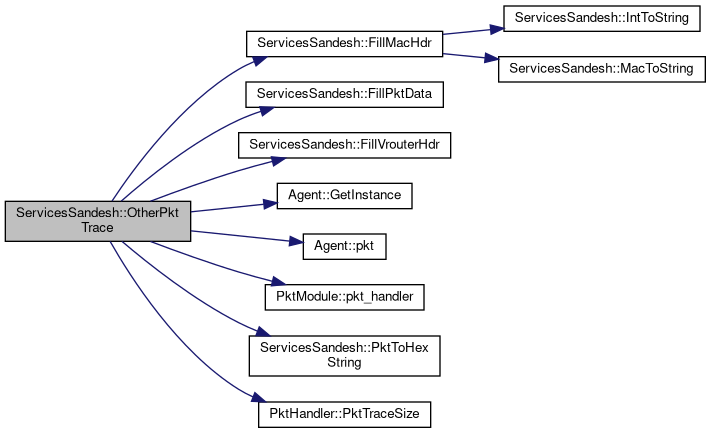 ServicesSandesh::OtherPkt
Trace
ServicesSandesh::FillMacHdr
ServicesSandesh::IntToString
ServicesSandesh::MacToString
ServicesSandesh::FillPktData
ServicesSandesh::FillVrouterHdr
Agent::GetInstance
Agent::pkt
PktModule::pkt_handler
ServicesSandesh::PktToHex
String
PktHandler::PktTraceSize